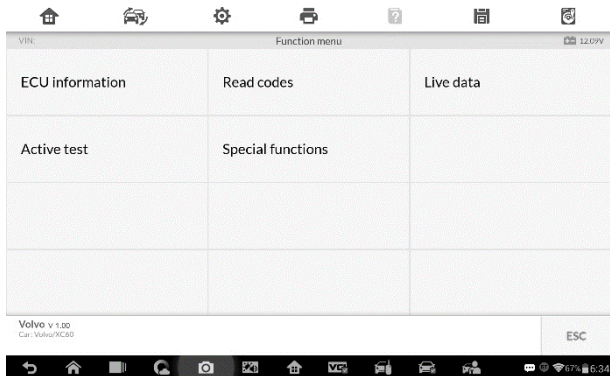 VIN:
Function menu
12.09V
ECU information
Read codes
Live data
Active test
Special functions
Volvo V 1.00
Car: Volvo/XC60
ESC
67% 6:34